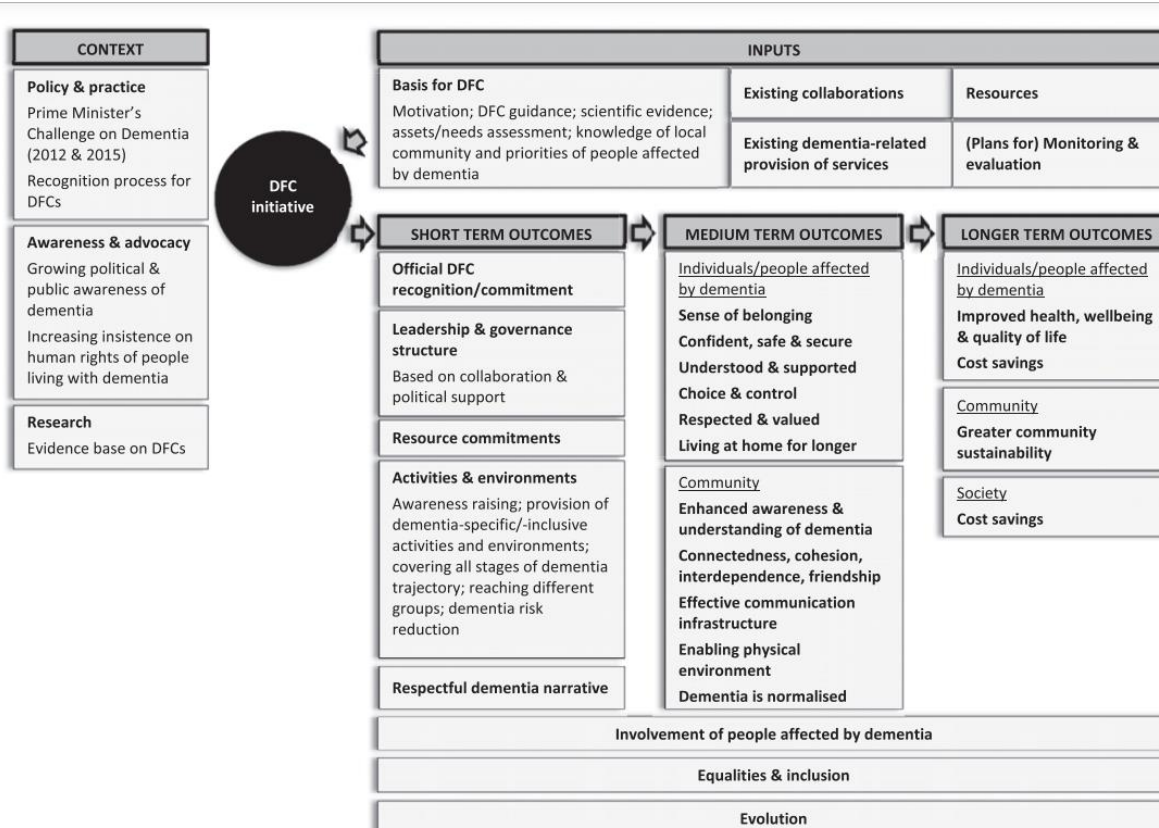 CONTEXT
Policy & practice
Prime Minister’s
Challenge on Dementia
(2012 & 2015)
Recognition process for
DFCs
Awareness & advocacy
Growing political &
public awareness of
dementia
Increasing insistence on
human rights of people
living with dementia
Research
Evidence base on DFCs
DFC
initiative
INPUTS
Basis for DFC
Motivation; DFC guidance; scientific evidence;
assets/needs assessment; knowledge of local
community and priorities of people affected
by dementia
Existing collaborations
Resources
Existing dementia-related
provision of services
(Plans for) Monitoring &
evaluation
SHORT TERM OUTCOMES
Official DFC
recognition/commitment
Leadership & governance
structure
Based on collaboration &
political support
Resource commitments
Activities & environments
Awareness raising; provision of
dementia-specific/-inclusive
activities and environments;
covering all stages of dementia
trajectory; reaching different
groups; dementia risk
reduction
Respectful dementia narrative
MEDIUM TERM OUTCOMES
Individuals/people affected
by dementia
Sense of belonging
Confident, safe & secure
Understood & supported
Choice & control
Respected & valued
Living at home for longer
Community
Enhanced awareness &
understanding of dementia
Connectedness, cohesion,
interdependence, friendship
Effective communication
infrastructure
Enabling physical
environment
Dementia is normalised
LONGER TERM OUTCOMES
Individuals/people affected
by dementia
Improved health, wellbeing
& quality of life
Cost savings
Community
Greater community
sustainability
Society
Cost savings
Involvement of people affected by dementia
Equalities & inclusion
Evolution